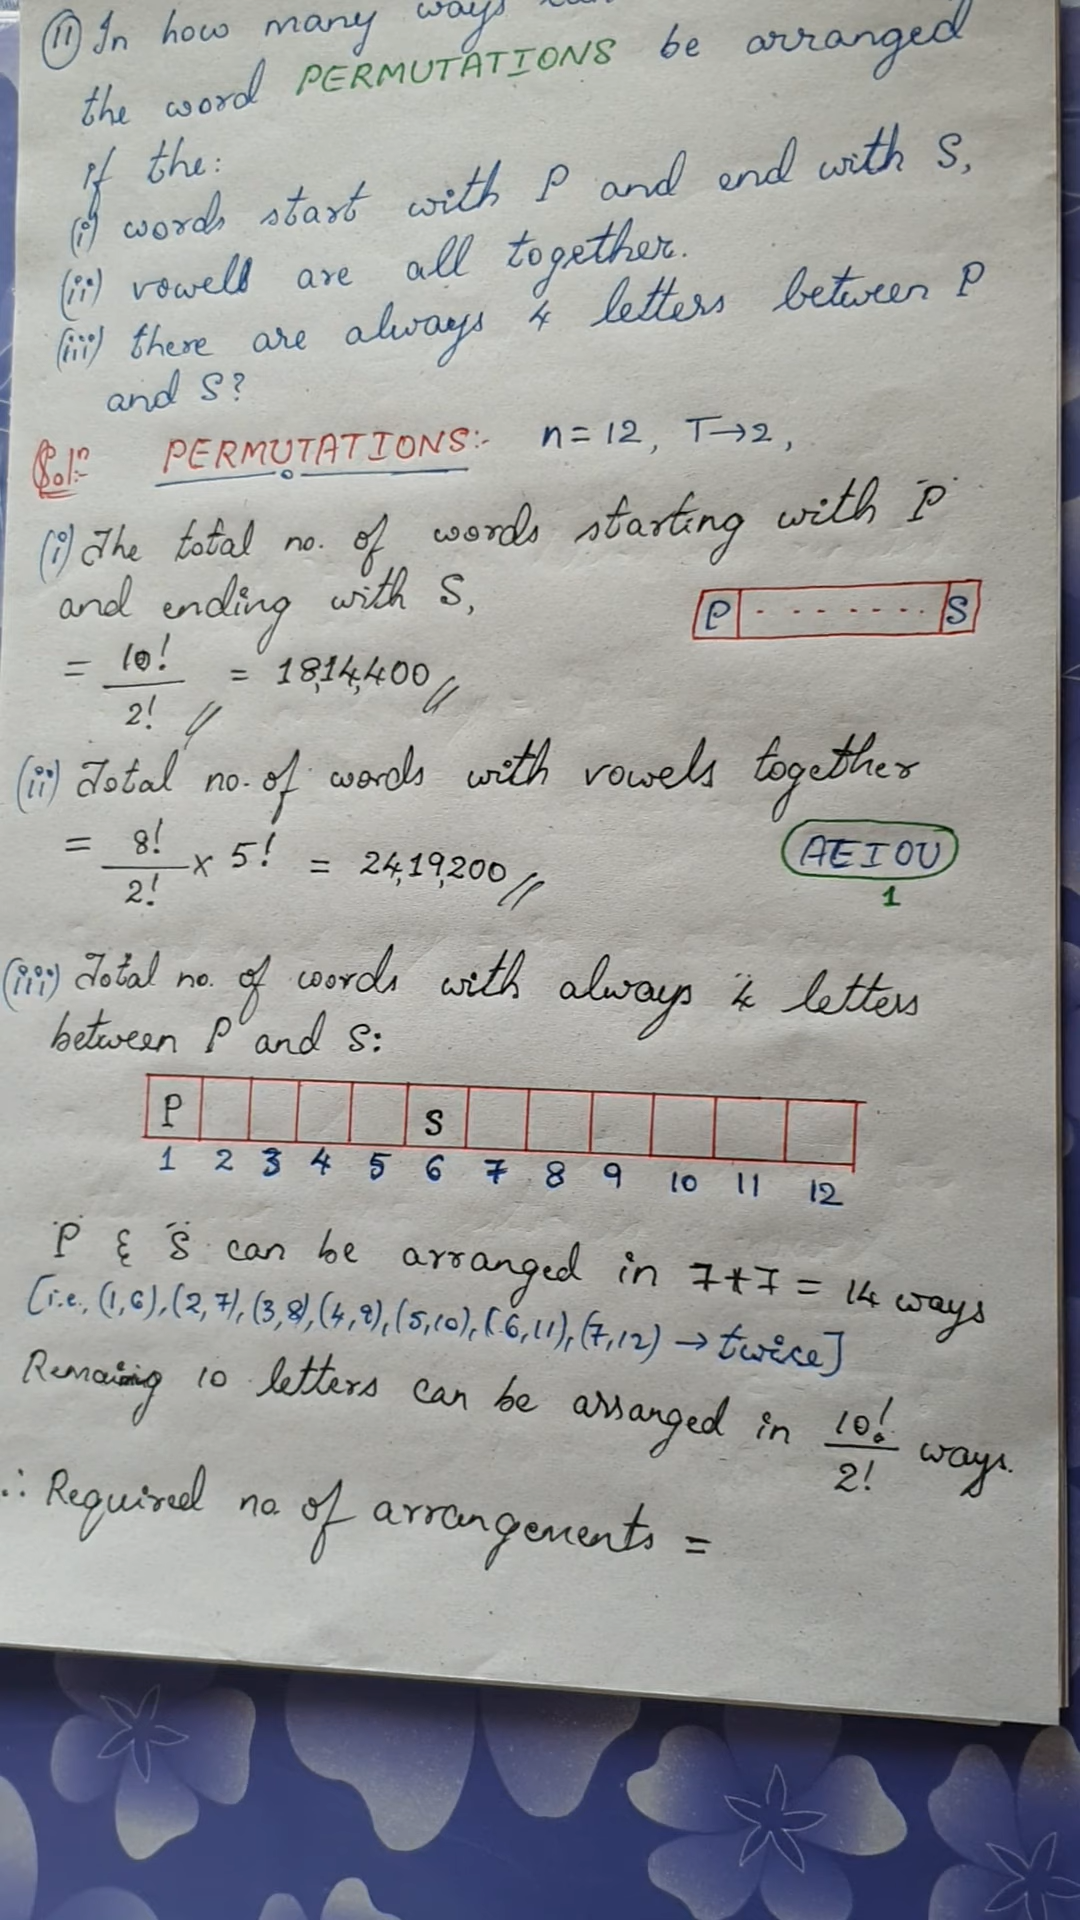 (11) In how many ways
the word PERMUTATIONS be arranged
if the:
(i) words start with P and end with S,
(ii) vowels are all together.
(iii) there are always 4 letters between P
and S?
Solⁿ:- PERMUTATIONS:- n=12, T→2,
(i) The total no. of words starting with P
and ending with S,
P ....... S
= 10!/2! = 18,14,400//
(ii) Total no. of words with vowels together
= 8!/2! × 5! = 24,19,200//
AEIOU
1
(iii) Total no. of words with always 4 letters
between P and S:
P S
1 2 3 4 5 6 7 8 9 10 11 12
P & S can be arranged in 7+7 = 14 ways
[i.e., (1,6), (2,7), (3,8), (4,9), (5,10), (6,11), (7,12) → twice]
Remaing 10 letters can be arranged in 10!/2! ways.
∴ Required no. of arrangements =